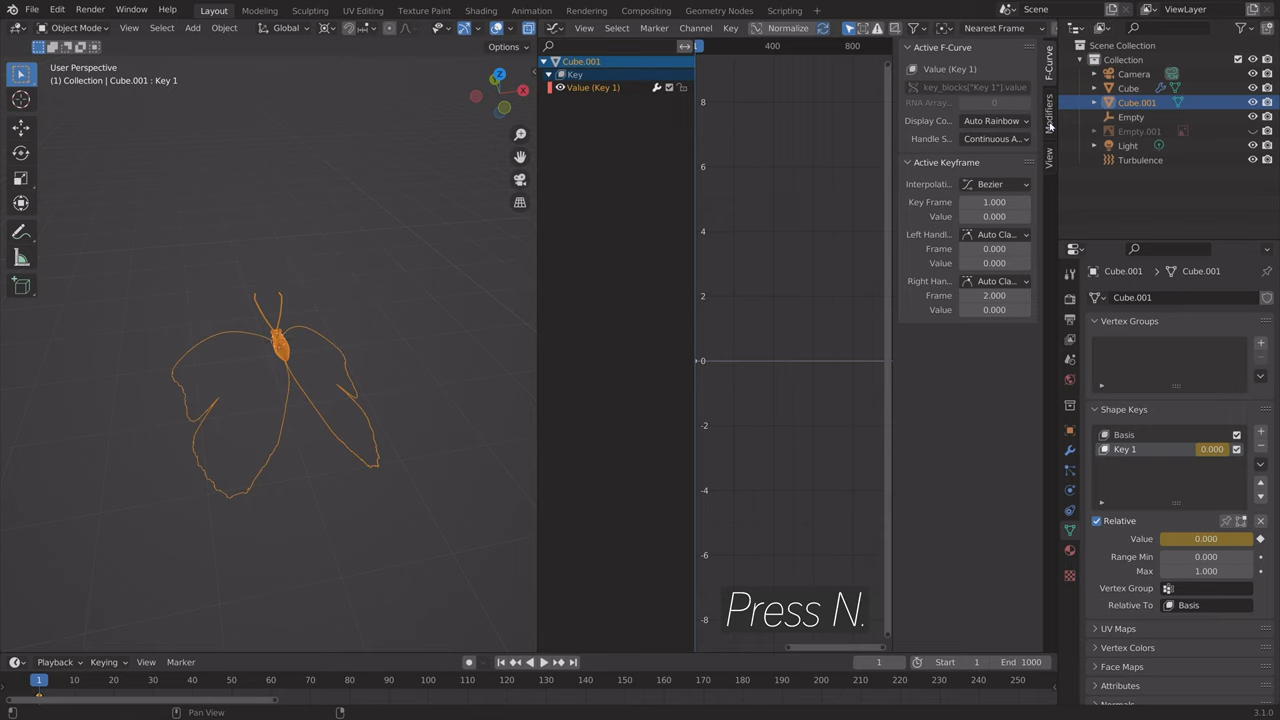 File Edit Render Window Help Layout Modeling Sculpting UV Editing Texture Paint Shading Animation Rendering Compositing Geometry Nodes Scripting + Scene ViewLayer
Object Mode View Select Add Object Global
View Select Marker Channel Key Normalize Nearest Frame
Options
User Perspective
(1) Collection | Cube.001 : Key 1
Z
X
Cube.001
Key
Value (Key 1)
1 400 800
8
6
4
2
0
-2
-4
-6
-8
Active F-Curve
Value (Key 1)
key_blocks["Key 1"].value
RNA Array... 0
Display Co... Auto Rainbow
Handle S... Continuous A...
Active Keyframe
Interpolati... Bezier
Key Frame 1.000
Value 0.000
Left Handl... Auto Cla...
Frame 0.000
Value 0.000
Right Han... Auto Cla...
Frame 2.000
Value 0.000
F-Curve
Modifiers
View
Press N.
Scene Collection
Collection
Camera
Cube
Cube.001
Empty
Empty.001
Light
Turbulence
Cube.001 > Cube.001
Cube.001
Vertex Groups
Shape Keys
Basis
Key 1 0.000
Relative
Value 0.000
Range Min 0.000
Max 1.000
Vertex Group
Relative To Basis
UV Maps
Vertex Colors
Face Maps
Attributes
Normals
Playback Keying View Marker 1 Start 1 End 1000
1 10 20 30 40 50 60 70 80 90 100 110 120 130 140 150 160 170 180 190 200 210 220 230 240 250
Pan View 3.1.0